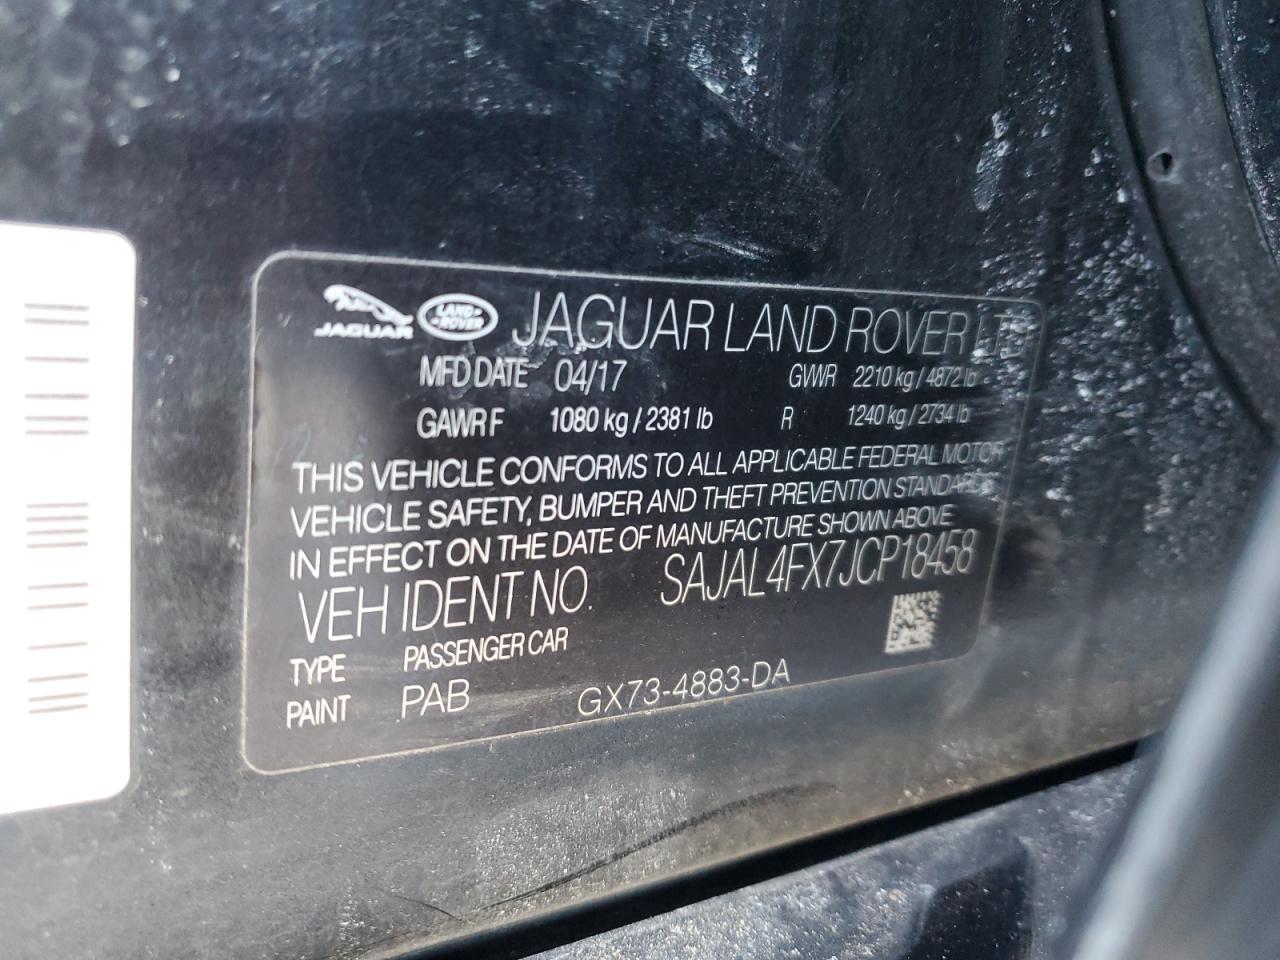 JAGUAR LAND ROVER JAGUAR LAND ROVER LTD
MFD DATE 04/17 GVWR 2210 kg / 4872 lb
GAWR F 1080 kg / 2381 lb R 1240 kg / 2734 lb
THIS VEHICLE CONFORMS TO ALL APPLICABLE FEDERAL MOTOR
VEHICLE SAFETY, BUMPER AND THEFT PREVENTION STANDARDS
IN EFFECT ON THE DATE OF MANUFACTURE SHOWN ABOVE
VEH IDENT NO. SAJAL4FX7JCP18458
TYPE PASSENGER CAR
PAINT PAB GX73-4883-DA